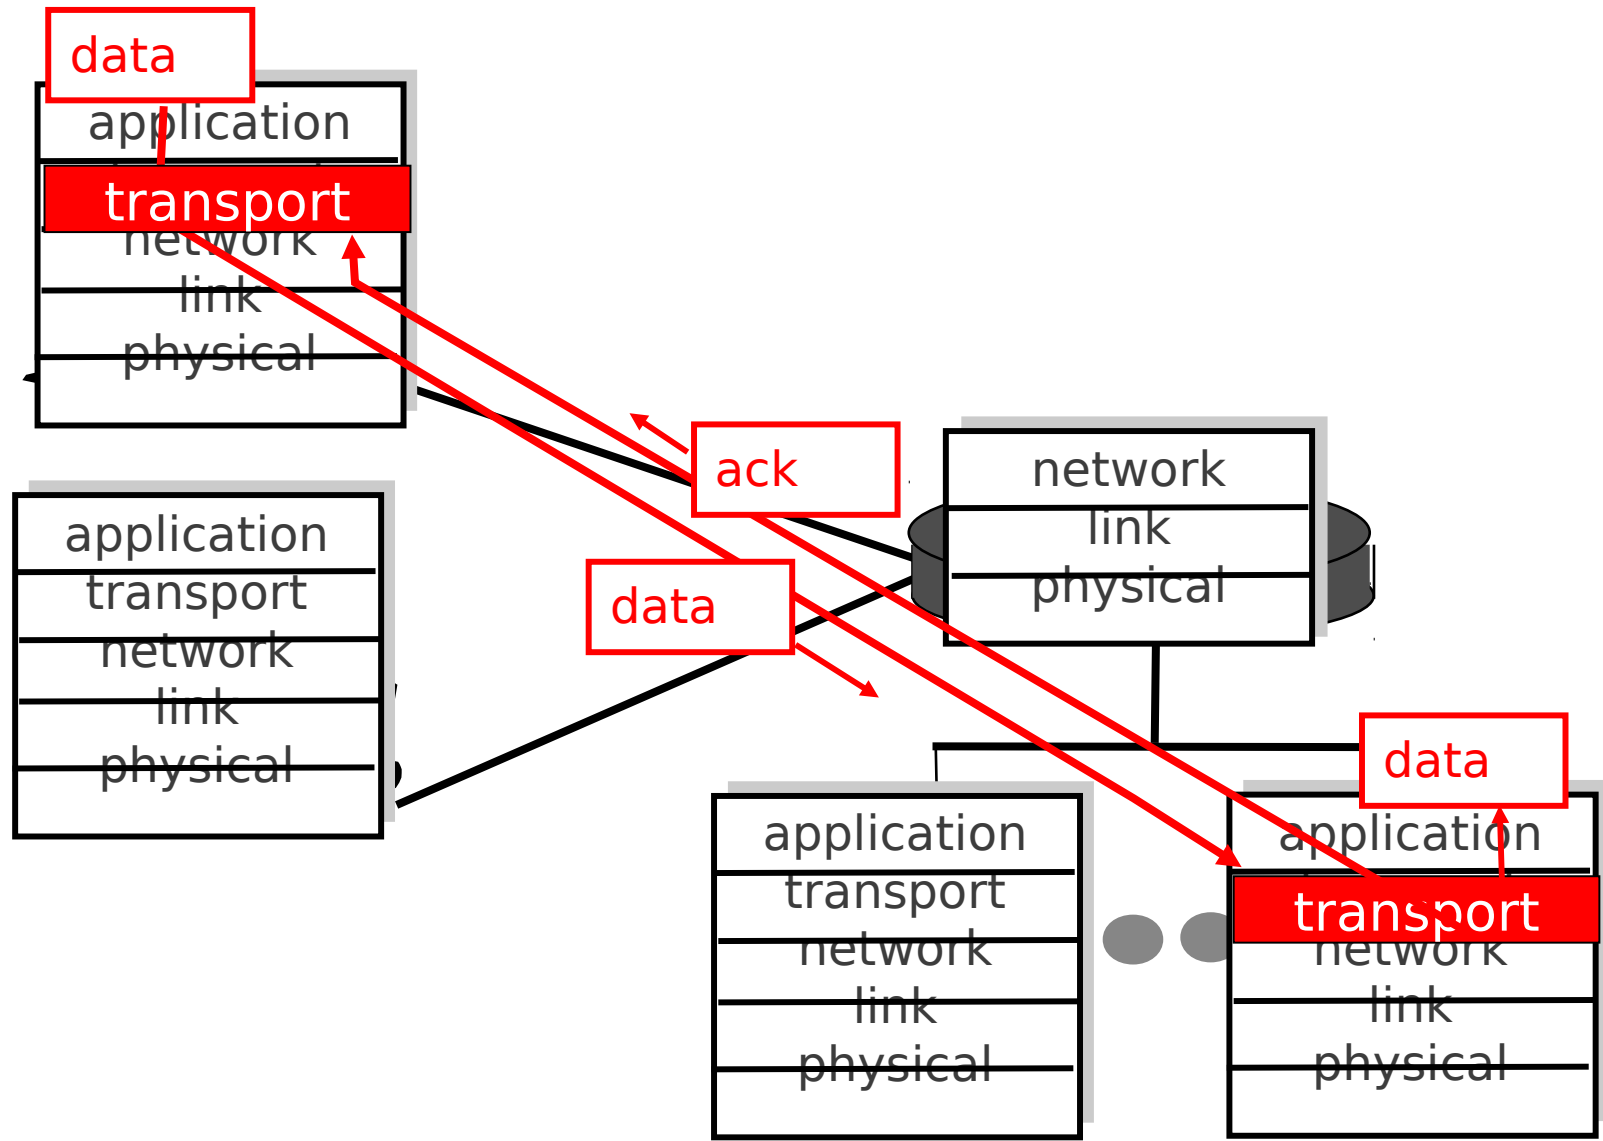 data
application
transport
network
link
physical
ack
network
link
physical
application
transport
network
link
physical
data
data
application
transport
network
link
physical
application
transport
network
link
physical